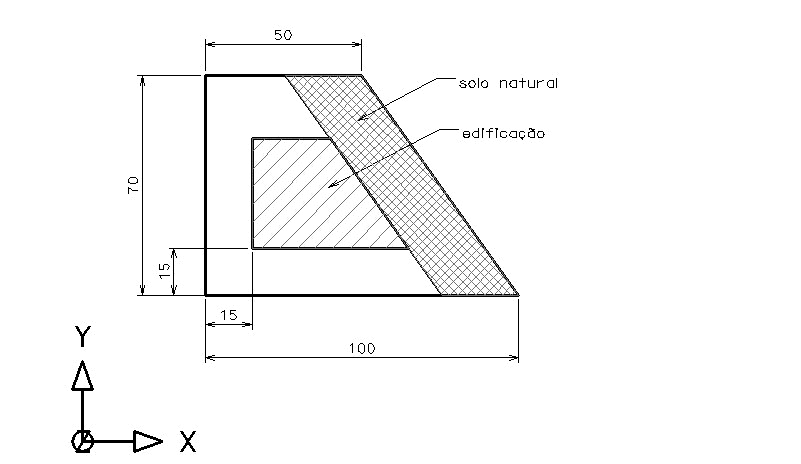 50
solo natural
edificação
70
15
15
100
Y
X
Z